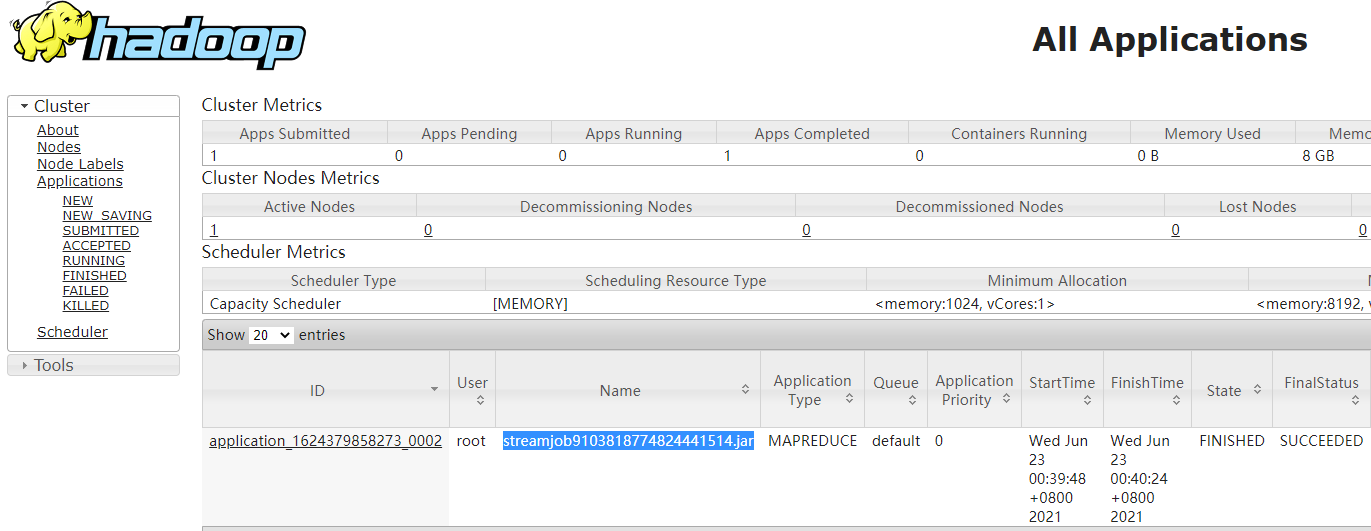 hadoop
All Applications
Cluster
About
Nodes
Node Labels
Applications
NEW
NEW_SAVING
SUBMITTED
ACCEPTED
RUNNING
FINISHED
FAILED
KILLED
Scheduler
Tools
Cluster Metrics
Apps Submitted Apps Pending Apps Running Apps Completed Containers Running Memory Used Memo
1 0 0 1 0 0 B 8 GB
Cluster Nodes Metrics
Active Nodes Decommissioning Nodes Decommissioned Nodes Lost Nodes
1 0 0 0 0
Scheduler Metrics
Scheduler Type Scheduling Resource Type Minimum Allocation
Capacity Scheduler [MEMORY] <memory:1024, vCores:1> <memory:8192, v
Show 20 entries
ID User Name Application Type Queue Application Priority StartTime FinishTime State FinalStatus
application_1624379858273_0002 root streamjob9103818774824441514.jar MAPREDUCE default 0 Wed Jun Wed Jun FINISHED SUCCEEDED
23 23
00:39:48 00:40:24
+0800 +0800
2021 2021